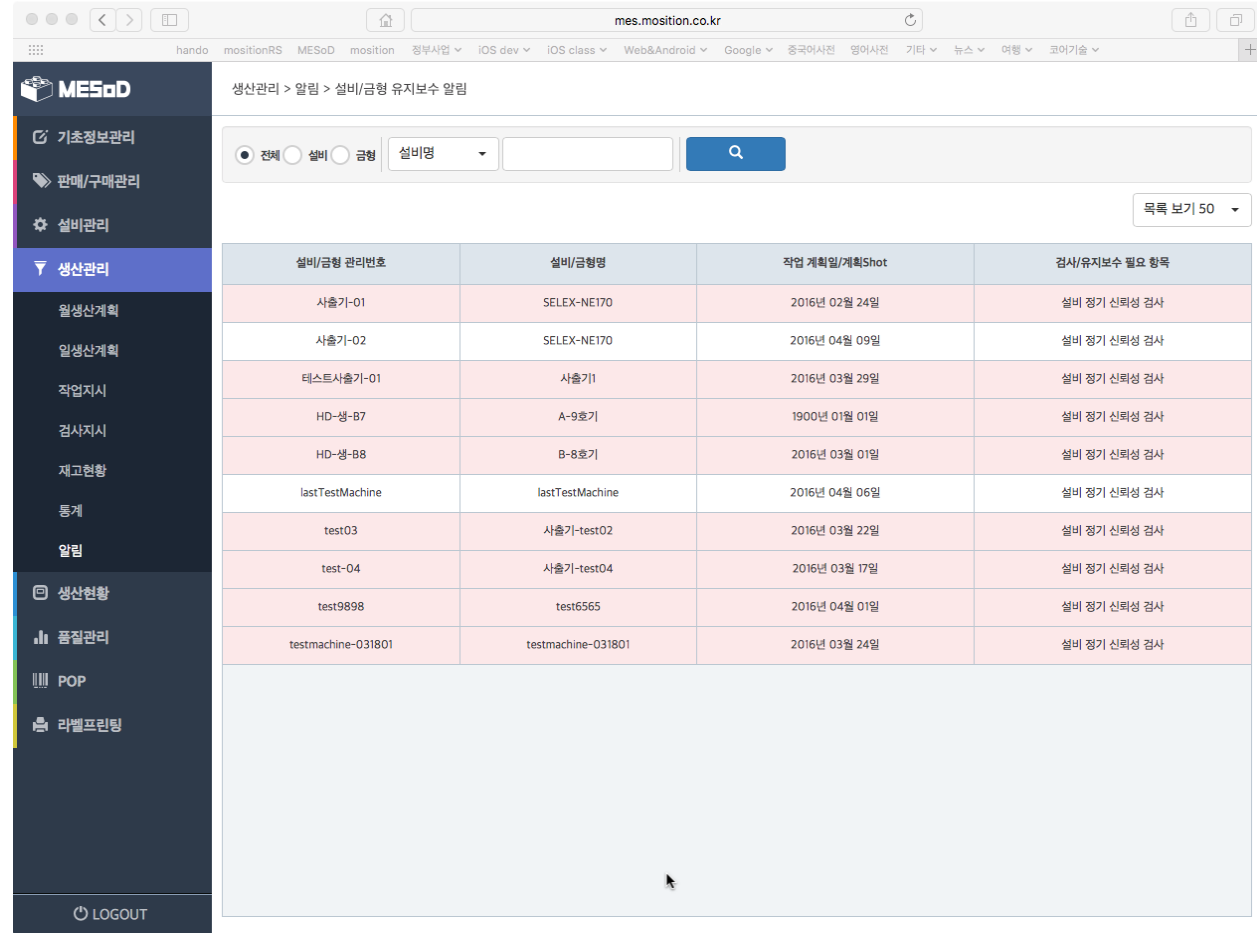 mes.mosition.co.kr
hando mositionRS MESoD mosition 정부사업 iOS dev iOS class Web&Android Google 중국어사전 영어사전 기타 뉴스 여행 코어기술
MESoD
생산관리 > 알림 > 설비/금형 유지보수 알림
기초정보관리
판매/구매관리
설비관리
생산관리
월생산계획
일생산계획
작업지시
검사지시
재고현황
통계
알림
생산현황
품질관리
POP
라벨프린팅
LOGOUT
전체 설비 금형 설비명
목록 보기 50
설비/금형 관리번호 설비/금형명 작업 계획일/계획Shot 검사/유지보수 필요 항목
사출기-01 SELEX-NE170 2016년 02월 24일 설비 정기 신뢰성 검사
사출기-02 SELEX-NE170 2016년 04월 09일 설비 정기 신뢰성 검사
테스트사출기-01 사출기1 2016년 03월 29일 설비 정기 신뢰성 검사
HD-생-B7 A-9호기 1900년 01월 01일 설비 정기 신뢰성 검사
HD-생-B8 B-8호기 2016년 03월 01일 설비 정기 신뢰성 검사
lastTestMachine lastTestMachine 2016년 04월 06일 설비 정기 신뢰성 검사
test03 사출기-test02 2016년 03월 22일 설비 정기 신뢰성 검사
test-04 사출기-test04 2016년 03월 17일 설비 정기 신뢰성 검사
test9898 test6565 2016년 04월 01일 설비 정기 신뢰성 검사
testmachine-031801 testmachine-031801 2016년 03월 24일 설비 정기 신뢰성 검사